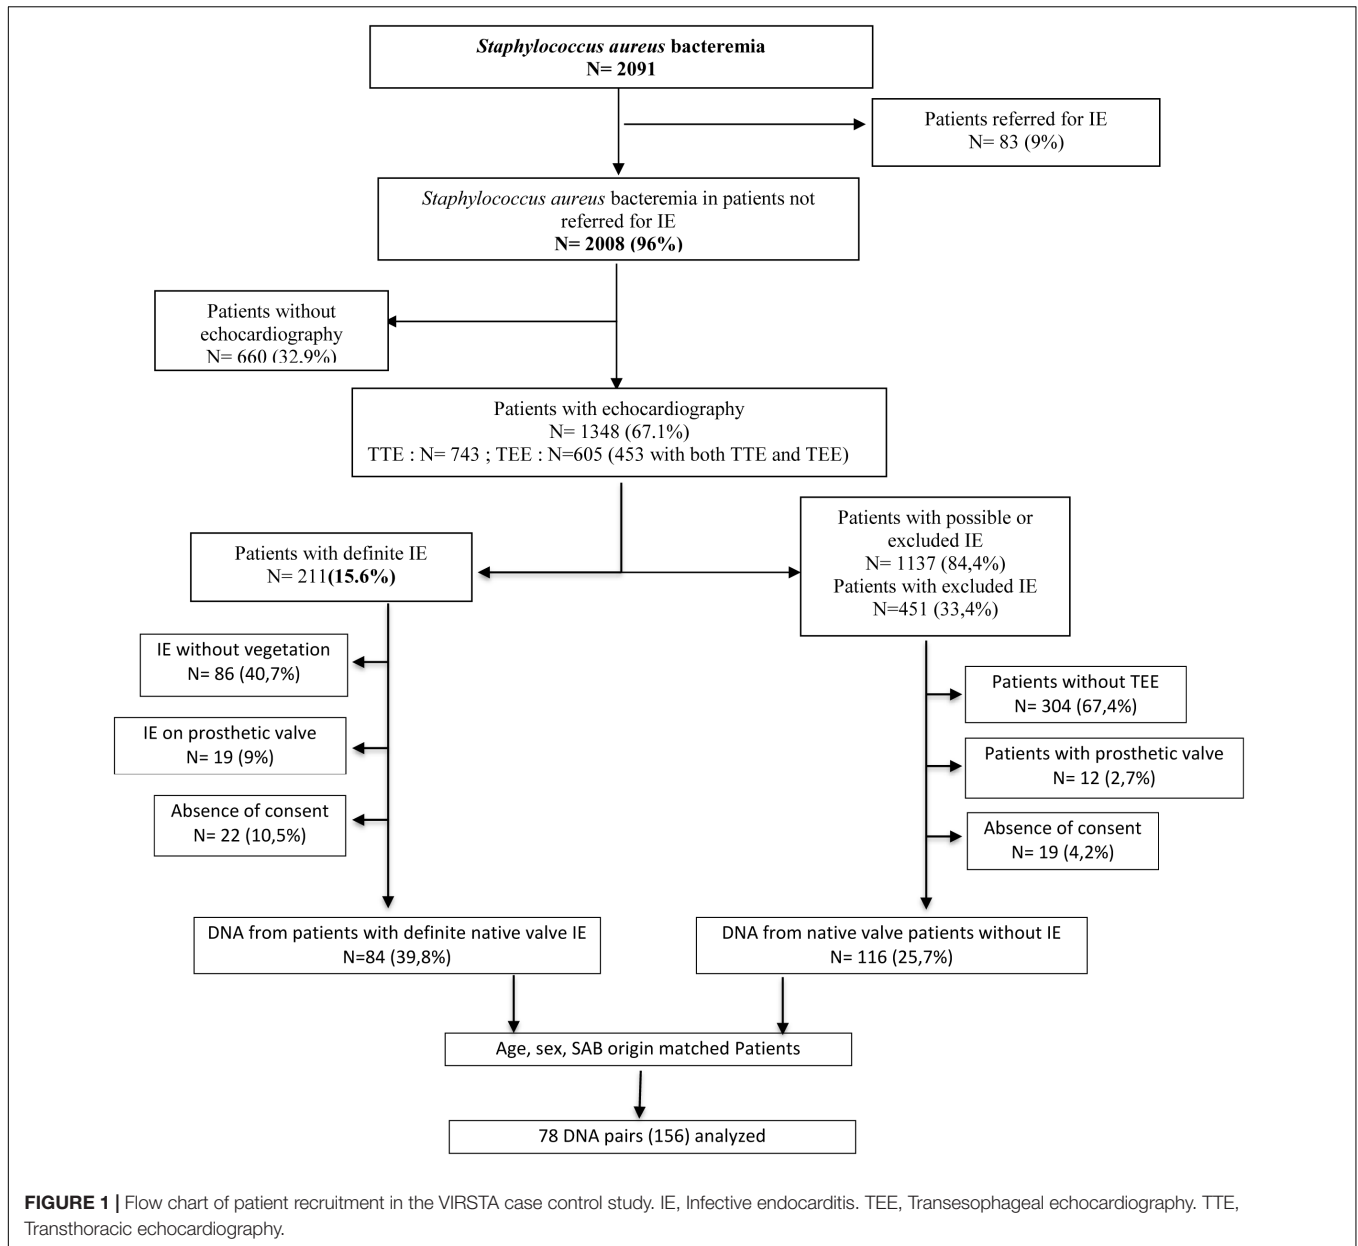 Staphylococcus aureus bacteremia
N= 2091
Patients referred for IE
N= 83 (9%)
Staphylococcus aureus bacteremia in patients not
referred for IE
N= 2008 (96%)
Patients without
echocardiography
N= 660 (32.9%)
Patients with echocardiography
N= 1348 (67.1%)
TTE : N= 743 ; TEE : N=605 (453 with both TTE and TEE)
Patients with definite IE
N= 211(15.6%)
Patients with possible or
excluded IE
N= 1137 (84,4%)
Patients with excluded IE
N=451 (33,4%)
IE without vegetation
N= 86 (40,7%)
IE on prosthetic valve
N= 19 (9%)
Absence of consent
N= 22 (10,5%)
Patients without TEE
N= 304 (67,4%)
Patients with prosthetic valve
N= 12 (2,7%)
Absence of consent
N= 19 (4,2%)
DNA from patients with definite native valve IE
N=84 (39,8%)
DNA from native valve patients without IE
N= 116 (25,7%)
Age, sex, SAB origin matched Patients
78 DNA pairs (156) analyzed
FIGURE 1 | Flow chart of patient recruitment in the VIRSTA case control study. IE, Infective endocarditis. TEE, Transesophageal echocardiography. TTE,
Transthoracic echocardiography.